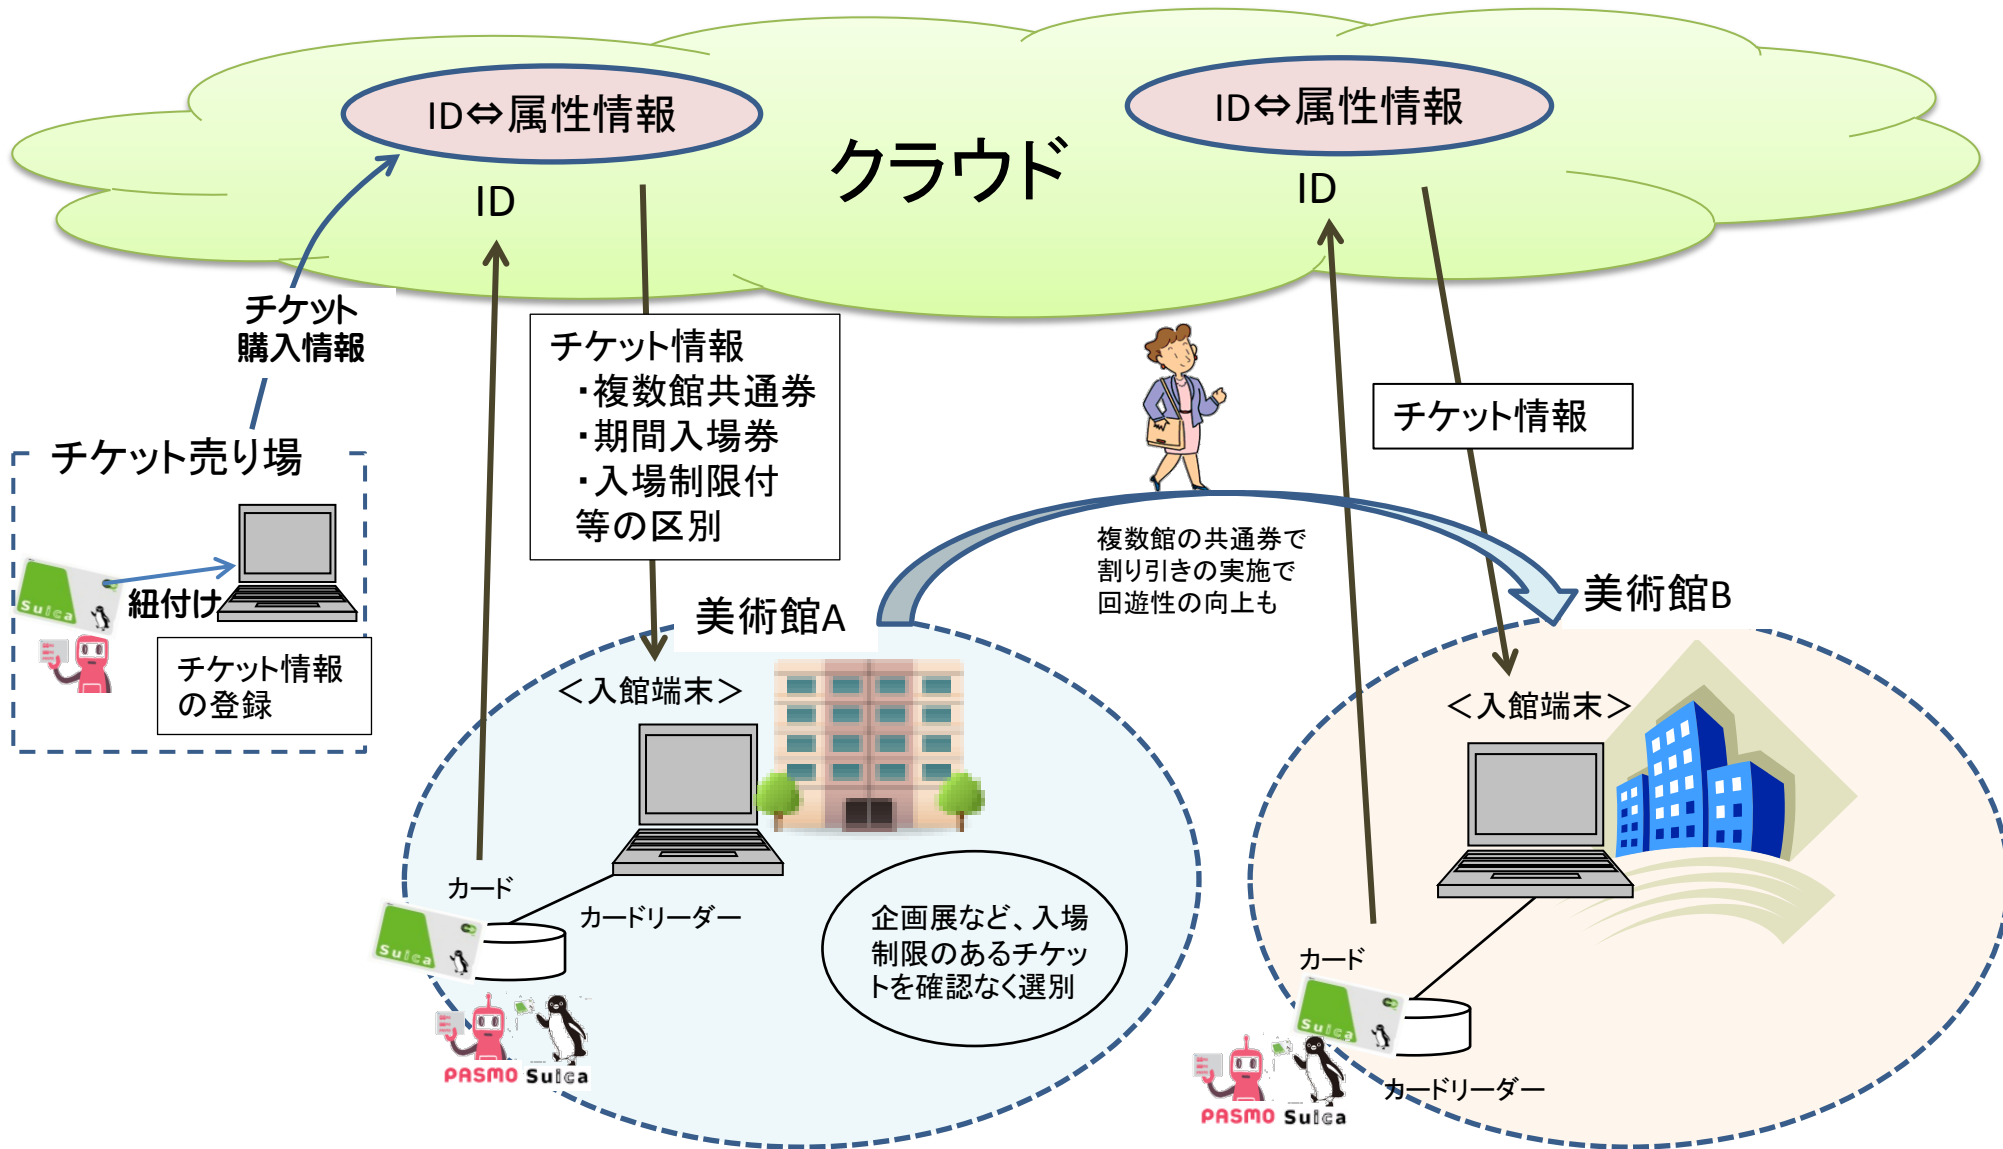 ID⇔属性情報
ID⇔属性情報
クラウド
ID
ID
チケット
購入情報
チケット情報
・複数館共通券
・期間入場券
・入場制限付
等の区別
チケット情報
チケット売り場
Suica
紐付け
チケット情報
の登録
複数館の共通券で
割り引きの実施で
回遊性の向上も
美術館A
美術館B
＜入館端末＞
＜入館端末＞
カード
カードリーダー
Suica
企画展など、入場
制限のあるチケッ
トを確認なく選別
PASMO Suica
カード
Suica
カードリーダー
PASMO Suica